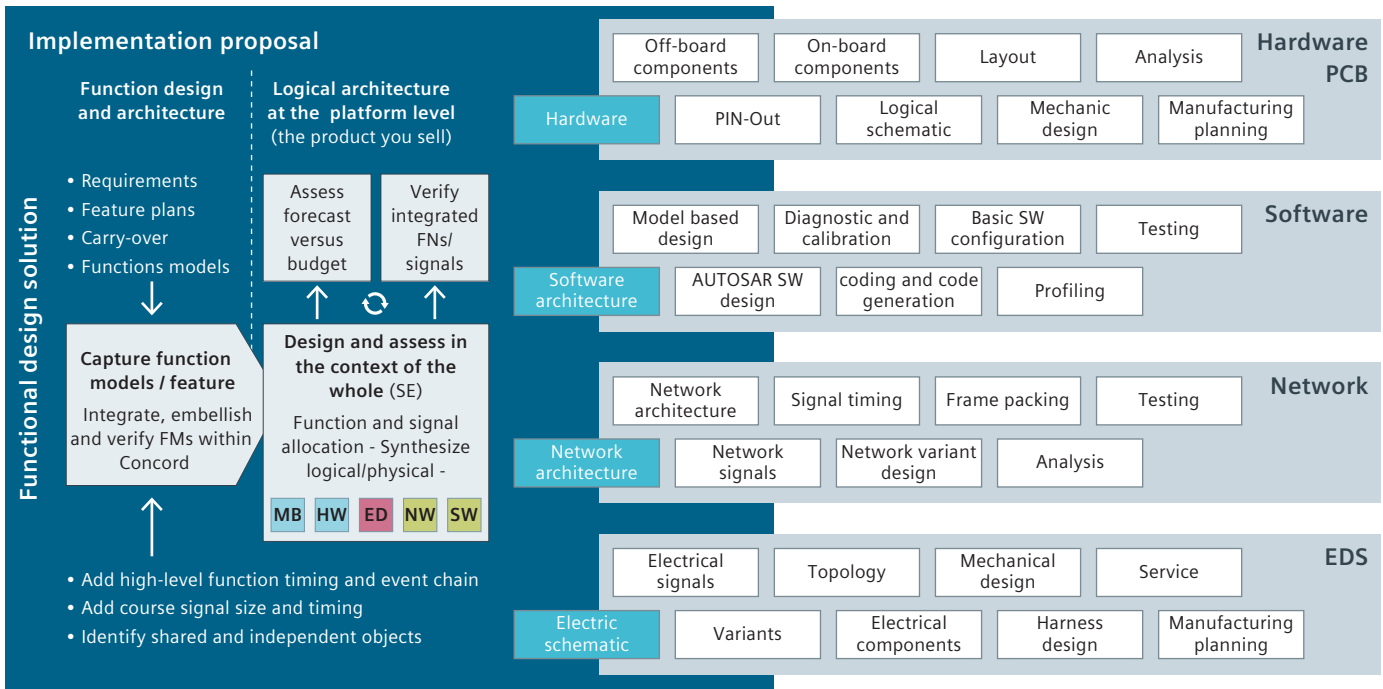 Implementation proposal
Functional design solution
Function design
and architecture
• Requirements
• Feature plans
• Carry-over
• Functions models
Capture function
models / feature
Integrate, embellish
and verify FMs within
Concord
• Add high-level function timing and event chain
• Add course signal size and timing
• Identify shared and independent objects
Logical architecture
at the platform level
(the product you sell)
Assess
forecast
versus
budget
Verify
integrated
FNs/
signals
Design and assess in
the context of the
whole (SE)
Function and signal
allocation - Synthesize
logical/physical -
MB HW ED NW SW
Hardware
PCB
Off-board
components
On-board
components
Layout
Analysis
Hardware
PIN-Out
Logical
schematic
Mechanic
design
Manufacturing
planning
Software
Model based
design
Diagnostic and
calibration
Basic SW
configuration
Testing
Software
architecture
AUTOSAR SW
design
coding and code
generation
Profiling
Network
Network
architecture
Signal timing
Frame packing
Testing
Network
architecture
Network
signals
Network variant
design
Analysis
EDS
Electrical
signals
Topology
Mechanical
design
Service
Electric
schematic
Variants
Electrical
components
Harness
design
Manufacturing
planning